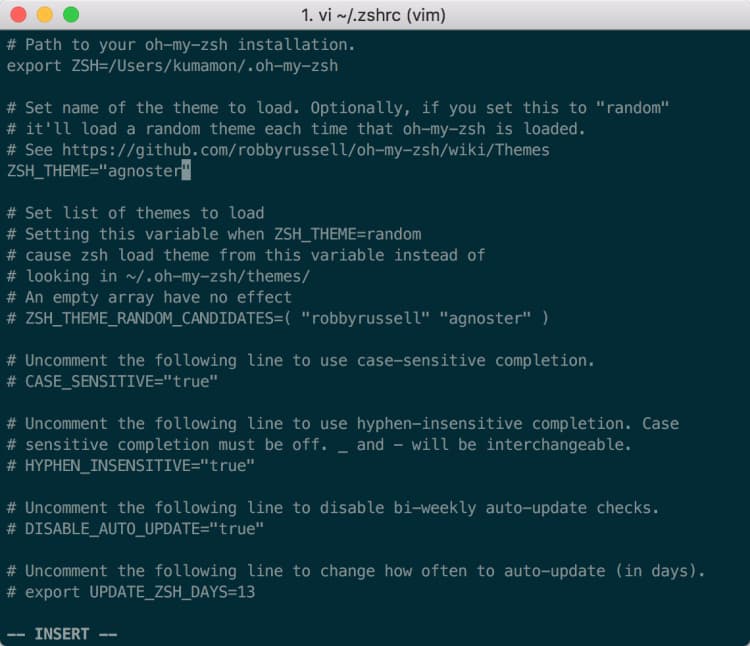 1. vi ~/.zshrc (vim)
# Path to your oh-my-zsh installation.
export ZSH=/Users/kumamon/.oh-my-zsh
# Set name of the theme to load. Optionally, if you set this to "random"
# it'll load a random theme each time that oh-my-zsh is loaded.
# See https://github.com/robbyrussell/oh-my-zsh/wiki/Themes
ZSH_THEME="agnoster"
# Set list of themes to load
# Setting this variable when ZSH_THEME=random
# cause zsh load theme from this variable instead of
# looking in ~/.oh-my-zsh/themes/
# An empty array have no effect
# ZSH_THEME_RANDOM_CANDIDATES=( "robbyrussell" "agnoster" )
# Uncomment the following line to use case-sensitive completion.
# CASE_SENSITIVE="true"
# Uncomment the following line to use hyphen-insensitive completion. Case
# sensitive completion must be off. _ and - will be interchangeable.
# HYPHEN_INSENSITIVE="true"
# Uncomment the following line to disable bi-weekly auto-update checks.
# DISABLE_AUTO_UPDATE="true"
# Uncomment the following line to change how often to auto-update (in days).
# export UPDATE_ZSH_DAYS=13
-- INSERT --